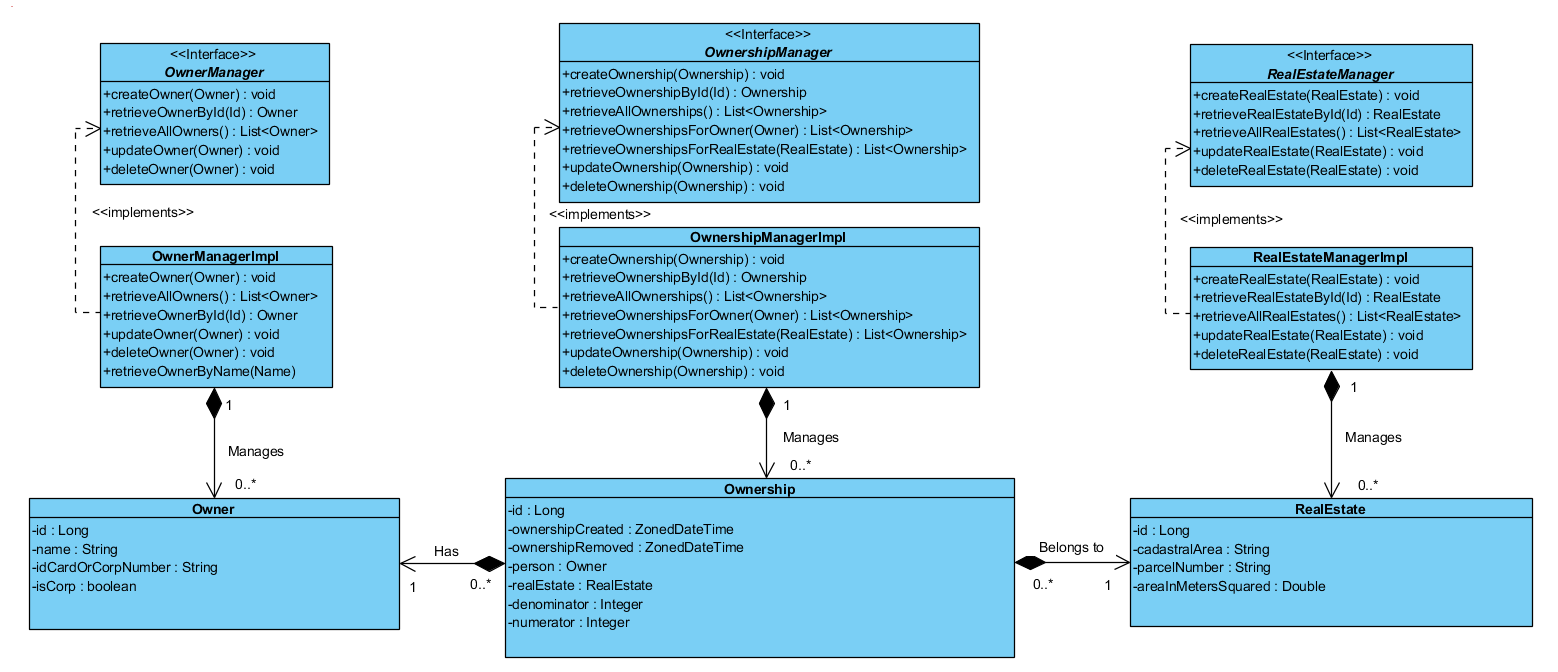 <<Interface>>
OwnerManager
+createOwner(Owner) : void
+retrieveOwnerById(Id) : Owner
+retrieveAllOwners() : List<Owner>
+updateOwner(Owner) : void
+deleteOwner(Owner) : void
<<implements>>
OwnerManagerImpl
+createOwner(Owner) : void
+retrieveAllOwners() : List<Owner>
+retrieveOwnerById(Id) : Owner
+updateOwner(Owner) : void
+deleteOwner(Owner) : void
+retrieveOwnerByName(Name)
1
Manages
0..*
Owner
-id : Long
-name : String
-idCardOrCorpNumber : String
-isCorp : boolean
<<Interface>>
OwnershipManager
+createOwnership(Ownership) : void
+retrieveOwnershipById(Id) : Ownership
+retrieveAllOwnerships() : List<Ownership>
+retrieveOwnershipsForOwner(Owner) : List<Ownership>
+retrieveOwnershipsForRealEstate(RealEstate) : List<Ownership>
+updateOwnership(Ownership) : void
+deleteOwnership(Ownership) : void
<<implements>>
OwnershipManagerImpl
+createOwnership(Ownership) : void
+retrieveOwnershipById(Id) : Ownership
+retrieveAllOwnerships() : List<Ownership>
+retrieveOwnershipsForOwner(Owner) : List<Ownership>
+retrieveOwnershipsForRealEstate(RealEstate) : List<Ownership>
+updateOwnership(Ownership) : void
+deleteOwnership(Ownership) : void
1
Manages
0..*
Has
1
0..*
Ownership
-id : Long
-ownershipCreated : ZonedDateTime
-ownershipRemoved : ZonedDateTime
-person : Owner
-realEstate : RealEstate
-denominator : Integer
-numerator : Integer
Belongs to
0..*
1
<<Interface>>
RealEstateManager
+createRealEstate(RealEstate) : void
+retrieveRealEstateById(Id) : RealEstate
+retrieveAllRealEstates() : List<RealEstate>
+updateRealEstate(RealEstate) : void
+deleteRealEstate(RealEstate) : void
<<implements>>
RealEstateManagerImpl
+createRealEstate(RealEstate) : void
+retrieveRealEstateById(Id) : RealEstate
+retrieveAllRealEstates() : List<RealEstate>
+updateRealEstate(RealEstate) : void
+deleteRealEstate(RealEstate) : void
1
Manages
0..*
RealEstate
-id : Long
-cadastralArea : String
-parcelNumber : String
-areaInMetersSquared : Double